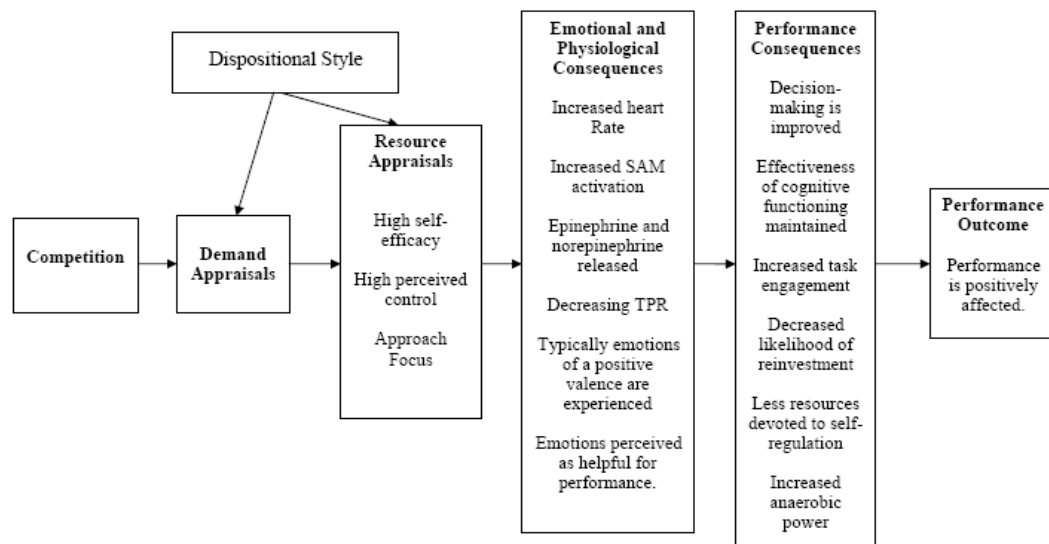 Dispositional Style
Competition
Demand
Appraisals
Resource
Appraisals
High self-
efficacy
High perceived
control
Approach
Focus
Emotional and
Physiological
Consequences
Increased heart
Rate
Increased SAM
activation
Epinephrine and
norepinephrine
released
Decreasing TPR
Typically emotions
of a positive
valence are
experienced
Emotions perceived
as helpful for
performance.
Performance
Consequences
Decision-
making is
improved
Effectiveness
of cognitive
functioning
maintained
Increased task
engagement
Decreased
likelihood of
reinvestment
Less resources
devoted to self-
regulation
Increased
anaerobic
power
Performance
Outcome
Performance
is positively
affected.